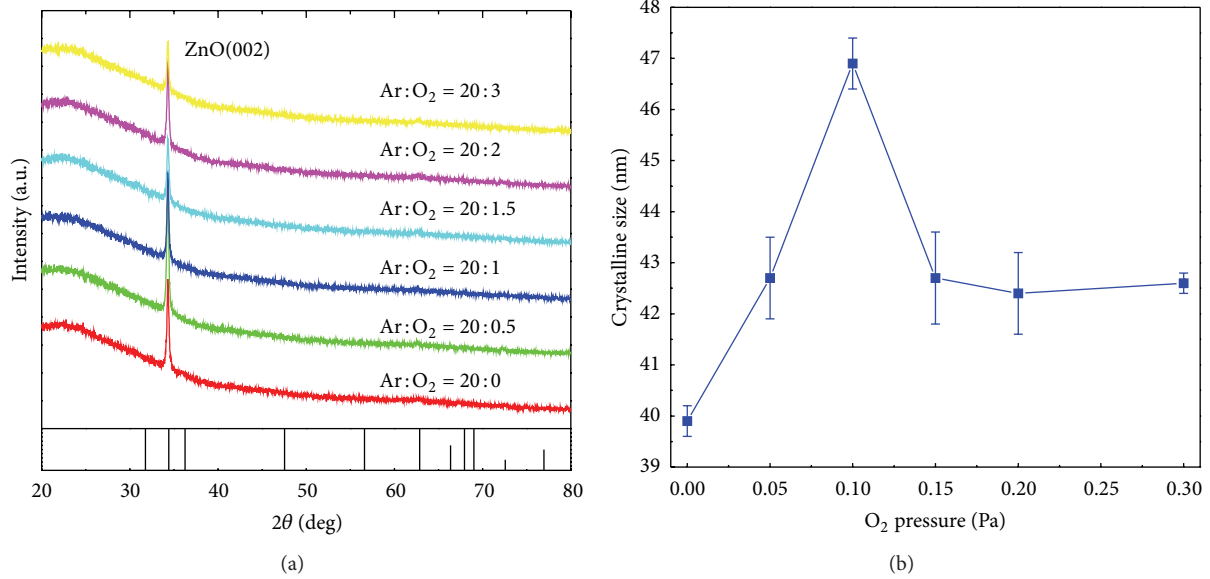 ZnO(002)
Ar:O₂ = 20:3
Ar:O₂ = 20:2
Ar:O₂ = 20:1.5
Ar:O₂ = 20:1
Ar:O₂ = 20:0.5
Ar:O₂ = 20:0
Intensity (a.u.)
20 30 40 50 60 70 80
2θ (deg)
(a)
48
47
46
45
44
43
42
41
40
39
Crystalline size (nm)
0.00 0.05 0.10 0.15 0.20 0.25 0.30
O₂ pressure (Pa)
(b)